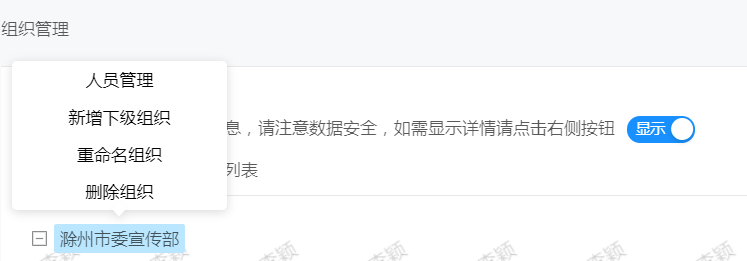 组织管理
人员管理
新增下级组织
息，请注意数据安全，如需显示详情请点击右侧按钮 显示
重命名组织
列表
删除组织
滁州市委宣传部